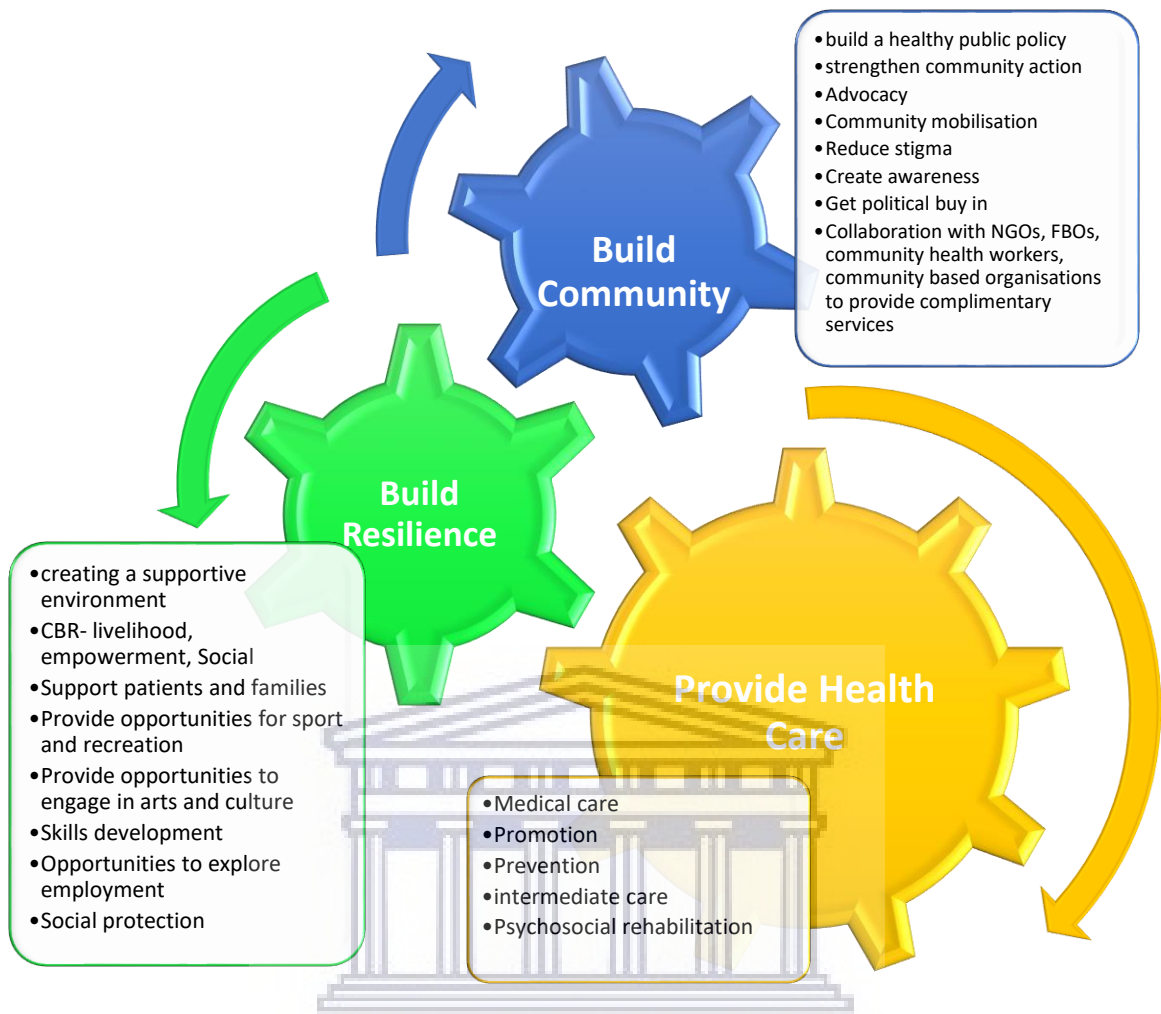 •build a healthy public policy
•strengthen community action
•Advocacy
•Community mobilisation
•Reduce stigma
•Create awareness
•Get political buy in
•Collaboration with NGOs, FBOs,
community health workers,
community based organisations
to provide complimentary
services
Build
Community
Build
Resilience
•creating a supportive
environment
•CBR- livelihood,
empowerment, Social
•Support patients and families
•Provide opportunities for sport
and recreation
•Provide opportunities to
engage in arts and culture
•Skills development
•Opportunities to explore
employment
•Social protection
Provide Health
Care
•Medical care
•Promotion
•Prevention
•intermediate care
•Psychosocial rehabilitation